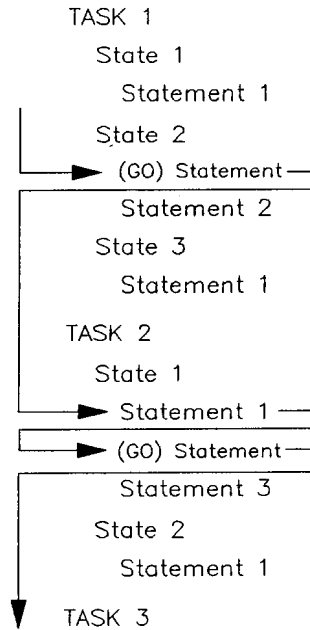 TASK 1
State 1
Statement 1
State 2
(GO) Statement
Statement 2
State 3
Statement 1
TASK 2
State 1
Statement 1
(GO) Statement
Statement 3
State 2
Statement 1
TASK 3